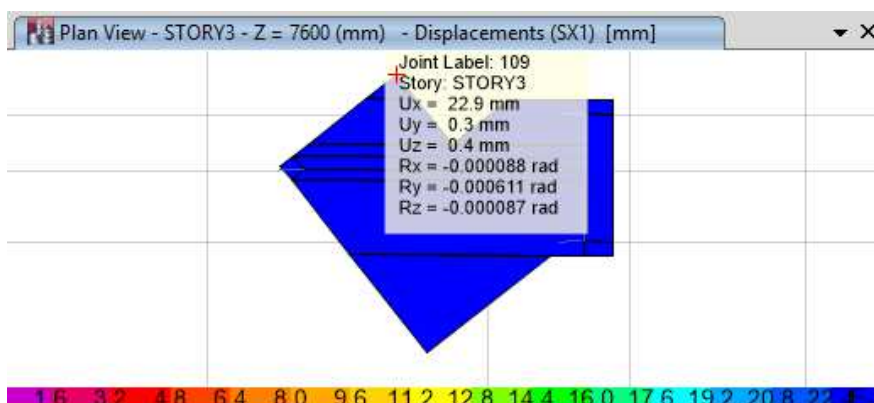 Plan View - STORY3 - Z = 7600 (mm) - Displacements (SX1) [mm]
Joint Label: 109
Story: STORY3
Ux = 22.9 mm
Uy = 0.3 mm
Uz = 0.4 mm
Rx = -0.000088 rad
Ry = -0.000611 rad
Rz = -0.000087 rad
1.6 3.2 4.8 6.4 8.0 9.6 11.2 12.8 14.4 16.0 17.6 19.2 20.8